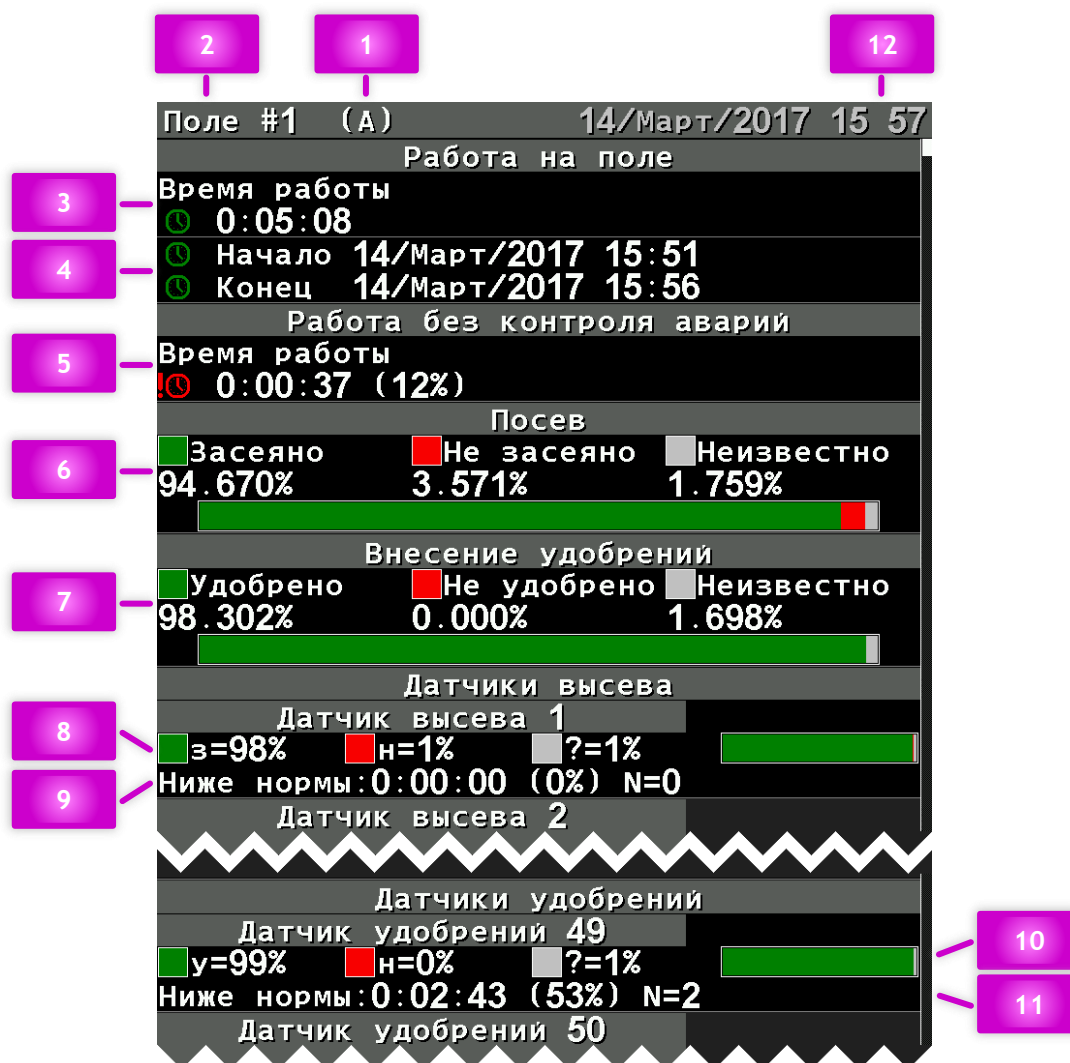 2 1 12
Поле #1 (А) 14/Март/2017 15 57
Работа на поле
3
Время работы
0:05:08
4
Начало 14/Март/2017 15:51
Конец 14/Март/2017 15:56
Работа без контроля аварий
5
Время работы
!0:00:37 (12%)
Посев
6
Засеяно Не засеяно Неизвестно
94.670% 3.571% 1.759%
Внесение удобрений
7
Удобрено Не удобрено Неизвестно
98.302% 0.000% 1.698%
Датчики высева
Датчик высева 1
8
з=98% н=1% ?=1%
9
Ниже нормы:0:00:00 (0%) N=0
Датчик высева 2
Датчики удобрений
Датчик удобрений 49
10
у=99% н=0% ?=1%
Ниже нормы:0:02:43 (53%) N=2
11
Датчик удобрений 50